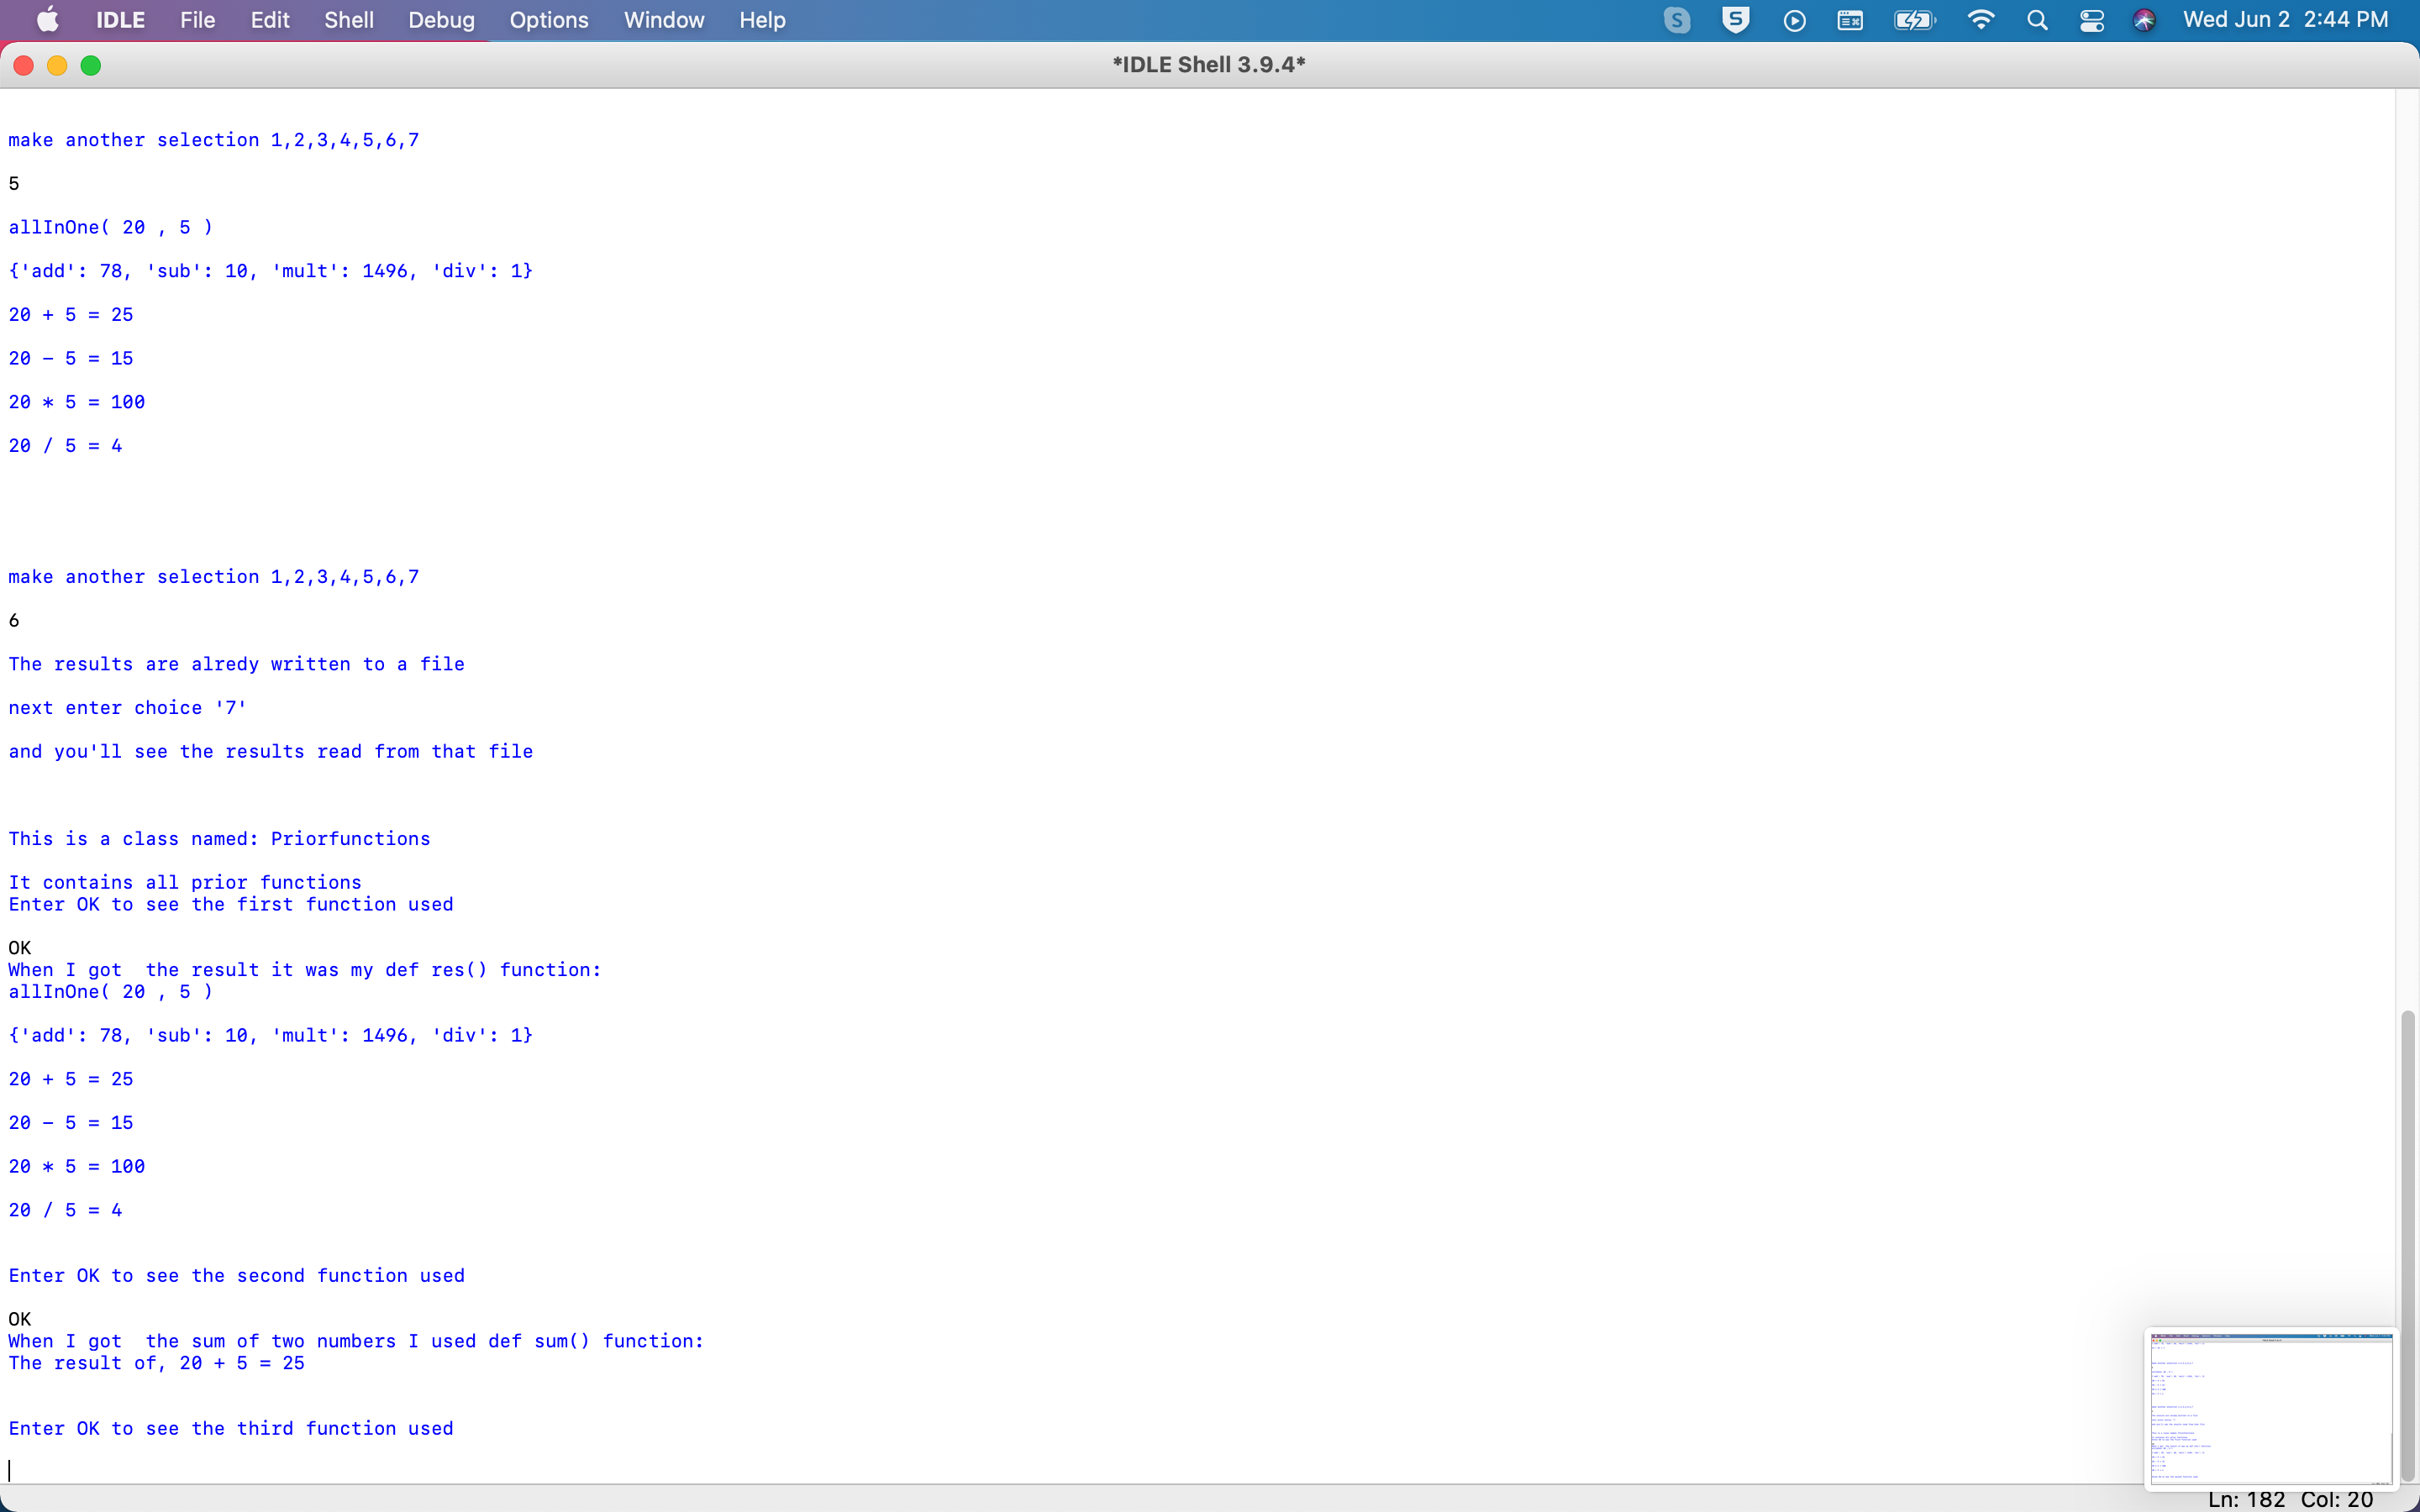 IDLE File Edit Shell Debug Options Window Help S S Wed Jun 2 2:44 PM
*IDLE Shell 3.9.4*
make another selection 1,2,3,4,5,6,7
5
allInOne( 20 , 5 )
{'add': 78, 'sub': 10, 'mult': 1496, 'div': 1}
20 + 5 = 25
20 - 5 = 15
20 * 5 = 100
20 / 5 = 4
make another selection 1,2,3,4,5,6,7
6
The results are alredy written to a file
next enter choice '7'
and you'll see the results read from that file
This is a class named: Priorfunctions
It contains all prior functions
Enter OK to see the first function used
OK
When I got  the result it was my def res() function:
allInOne( 20 , 5 )
{'add': 78, 'sub': 10, 'mult': 1496, 'div': 1}
20 + 5 = 25
20 - 5 = 15
20 * 5 = 100
20 / 5 = 4
Enter OK to see the second function used
OK
When I got  the sum of two numbers I used def sum() function:
The result of, 20 + 5 = 25
Enter OK to see the third function used
Ln: 182 Col: 20